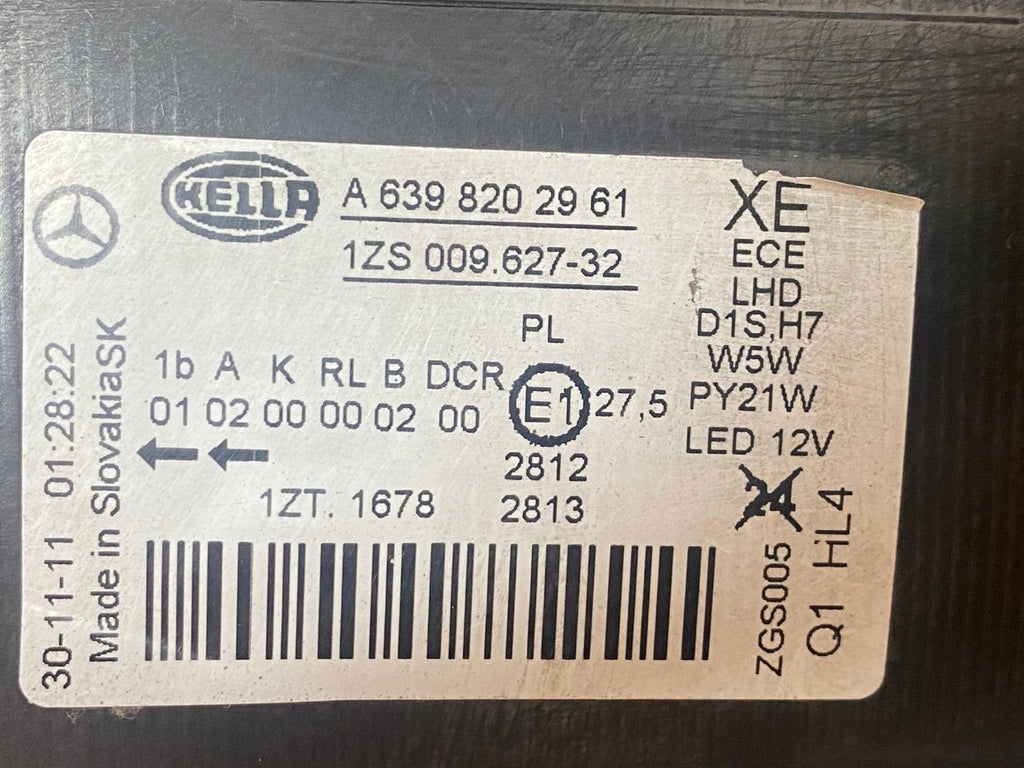 HELLA
A 639 820 2961
1ZS 009.627-32
XE
ECE
LHD
D1S,H7
W5W
PY21W
LED 12V
24
PL
1b A K RL B DCR
01 02 00 00 02 00
E1 27,5
2812
2813
1ZT. 1678
30-11-11 01:28:22
Made in SlovakiaSK
ZGS005
Q1 HL4